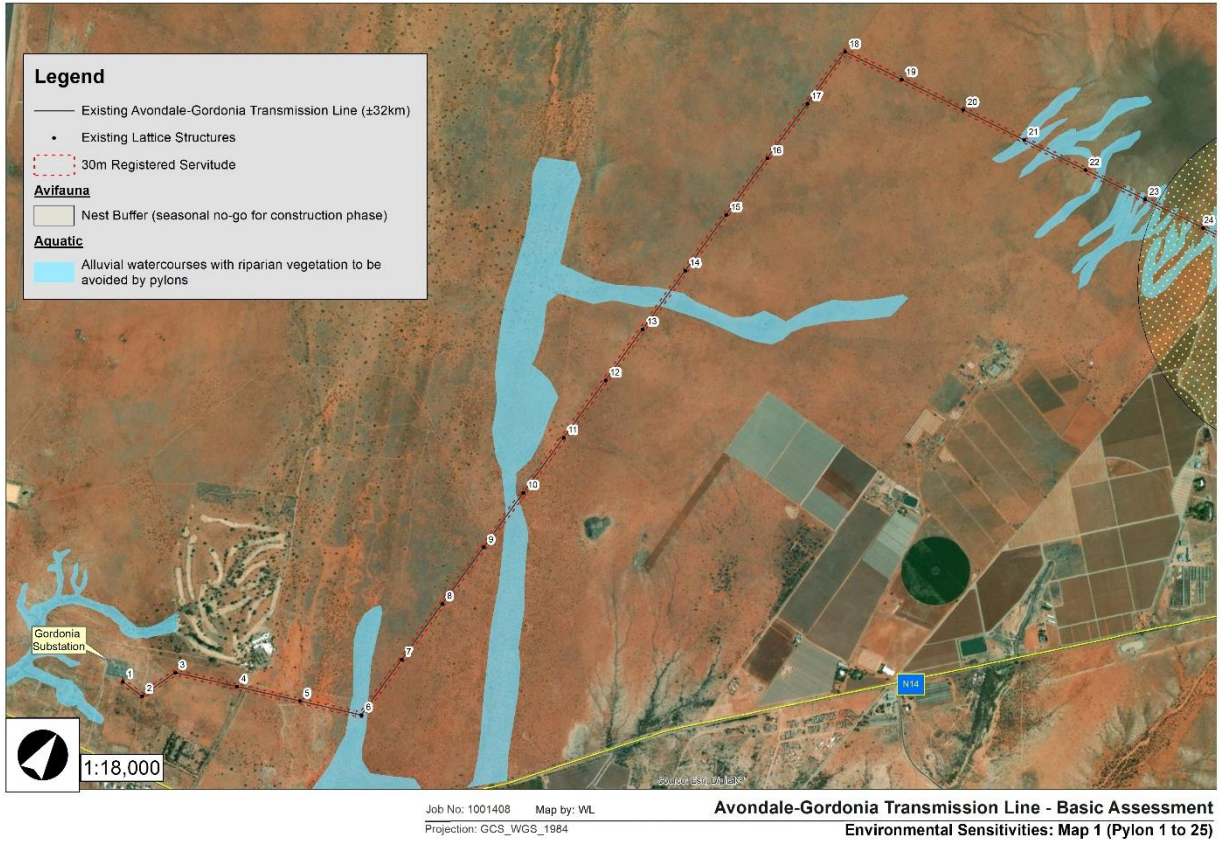 Legend
Existing Avondale-Gordonia Transmission Line (±32km)
Existing Lattice Structures
30m Registered Servitude
Avifauna
Nest Buffer (seasonal no-go for construction phase)
Aquatic
Alluvial watercourses with riparian vegetation to be
avoided by pylons
18
19
20
17
21
16
22
23
15
24
14
13
12
11
10
9
8
Gordonia
Substation
7
3
1
4
2
5
6
N14
1:18,000
Source: Esri,
Job No: 1001408 Map by: WL
Avondale-Gordonia Transmission Line - Basic Assessment
Projection: GCS_WGS_1984
Environmental Sensitivities: Map 1 (Pylon 1 to 25)